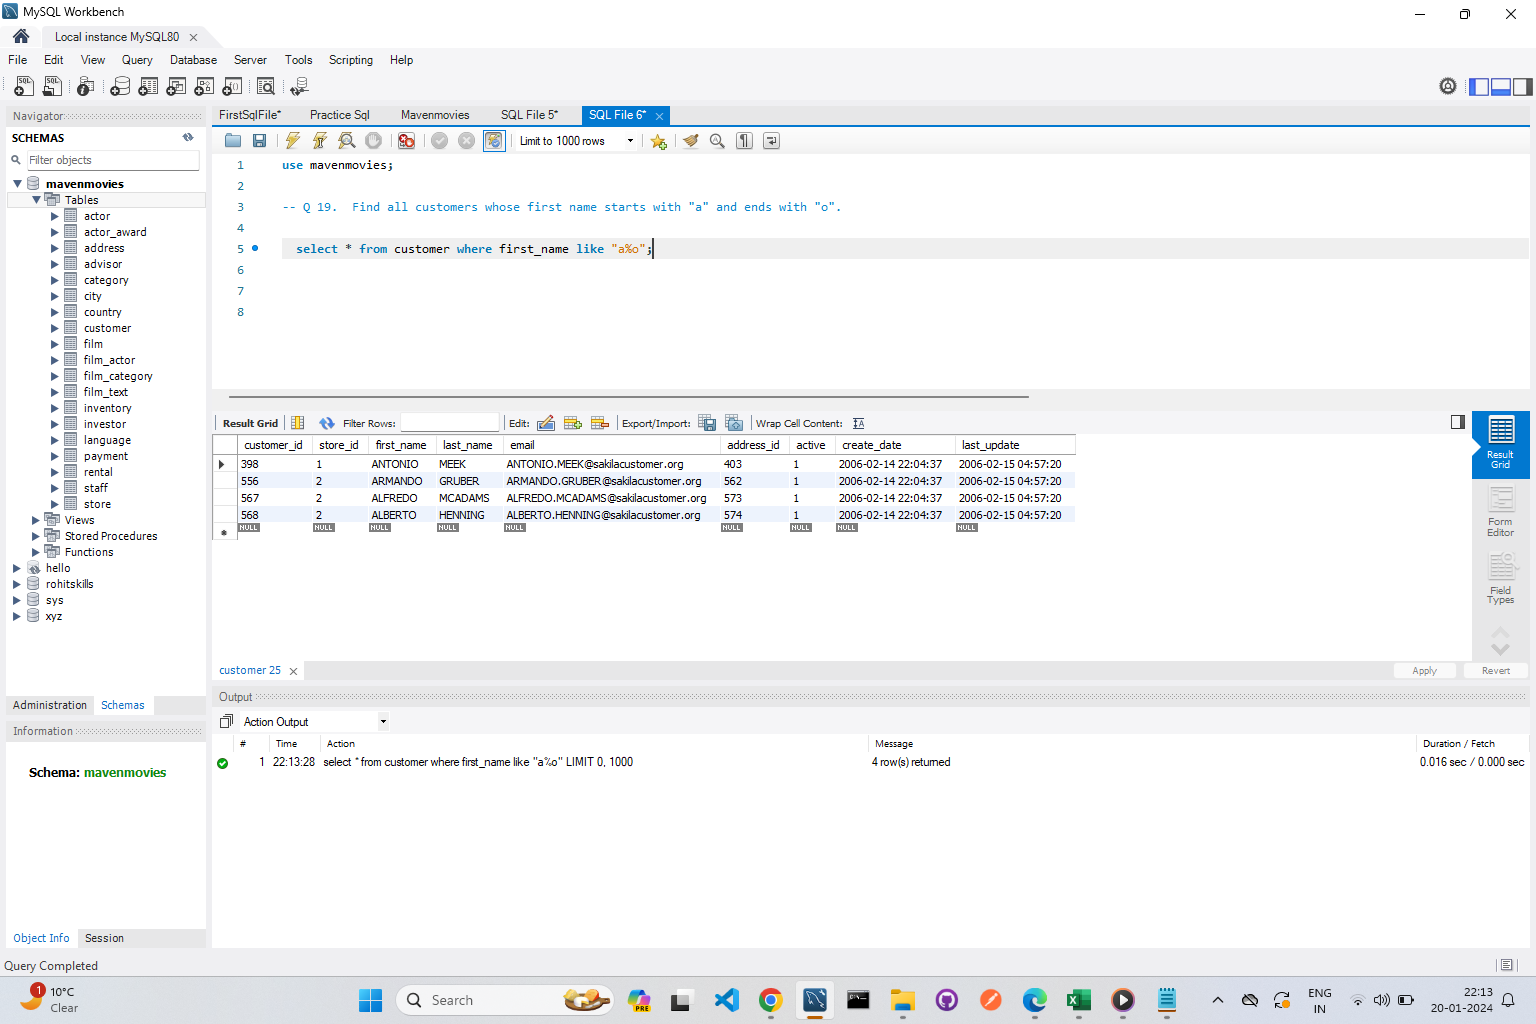 MySQL Workbench
Local instance MySQL80
File Edit View Query Database Server Tools Scripting Help
Navigator
SCHEMAS
Filter objects
mavenmovies
Tables
actor
actor_award
address
advisor
category
city
country
customer
film
film_actor
film_category
film_text
inventory
investor
language
payment
rental
staff
store
Views
Stored Procedures
Functions
hello
rohitskills
sys
xyz
Administration Schemas
Information
Schema: mavenmovies
Object Info Session
FirstSqlFile* Practice Sql Mavenmovies SQL File 5* SQL File 6*
Limit to 1000 rows
1 use mavenmovies;
2
3 -- Q 19.  Find all customers whose first name starts with "a" and ends with "o".
4
5 select * from customer where first_name like "a%o";
6
7
8
Result Grid Filter Rows: Edit: Export/Import: Wrap Cell Content:
customer_id store_id first_name last_name email address_id active create_date last_update
398 1 ANTONIO MEEK ANTONIO.MEEK@sakilacustomer.org 403 1 2006-02-14 22:04:37 2006-02-15 04:57:20
556 2 ARMANDO GRUBER ARMANDO.GRUBER@sakilacustomer.org 562 1 2006-02-14 22:04:37 2006-02-15 04:57:20
567 2 ALFREDO MCADAMS ALFREDO.MCADAMS@sakilacustomer.org 573 1 2006-02-14 22:04:37 2006-02-15 04:57:20
568 2 ALBERTO HENNING ALBERTO.HENNING@sakilacustomer.org 574 1 2006-02-14 22:04:37 2006-02-15 04:57:20
NULL NULL NULL NULL NULL NULL NULL NULL NULL
Result
Grid
Form
Editor
Field
Types
customer 25
Apply Revert
Output
Action Output
# Time Action Message Duration / Fetch
1 22:13:28 select * from customer where first_name like "a%o" LIMIT 0, 1000 4 row(s) returned 0.016 sec / 0.000 sec
Query Completed
1
10°C
Clear
Search
PRE
ENG
IN
22:13
20-01-2024